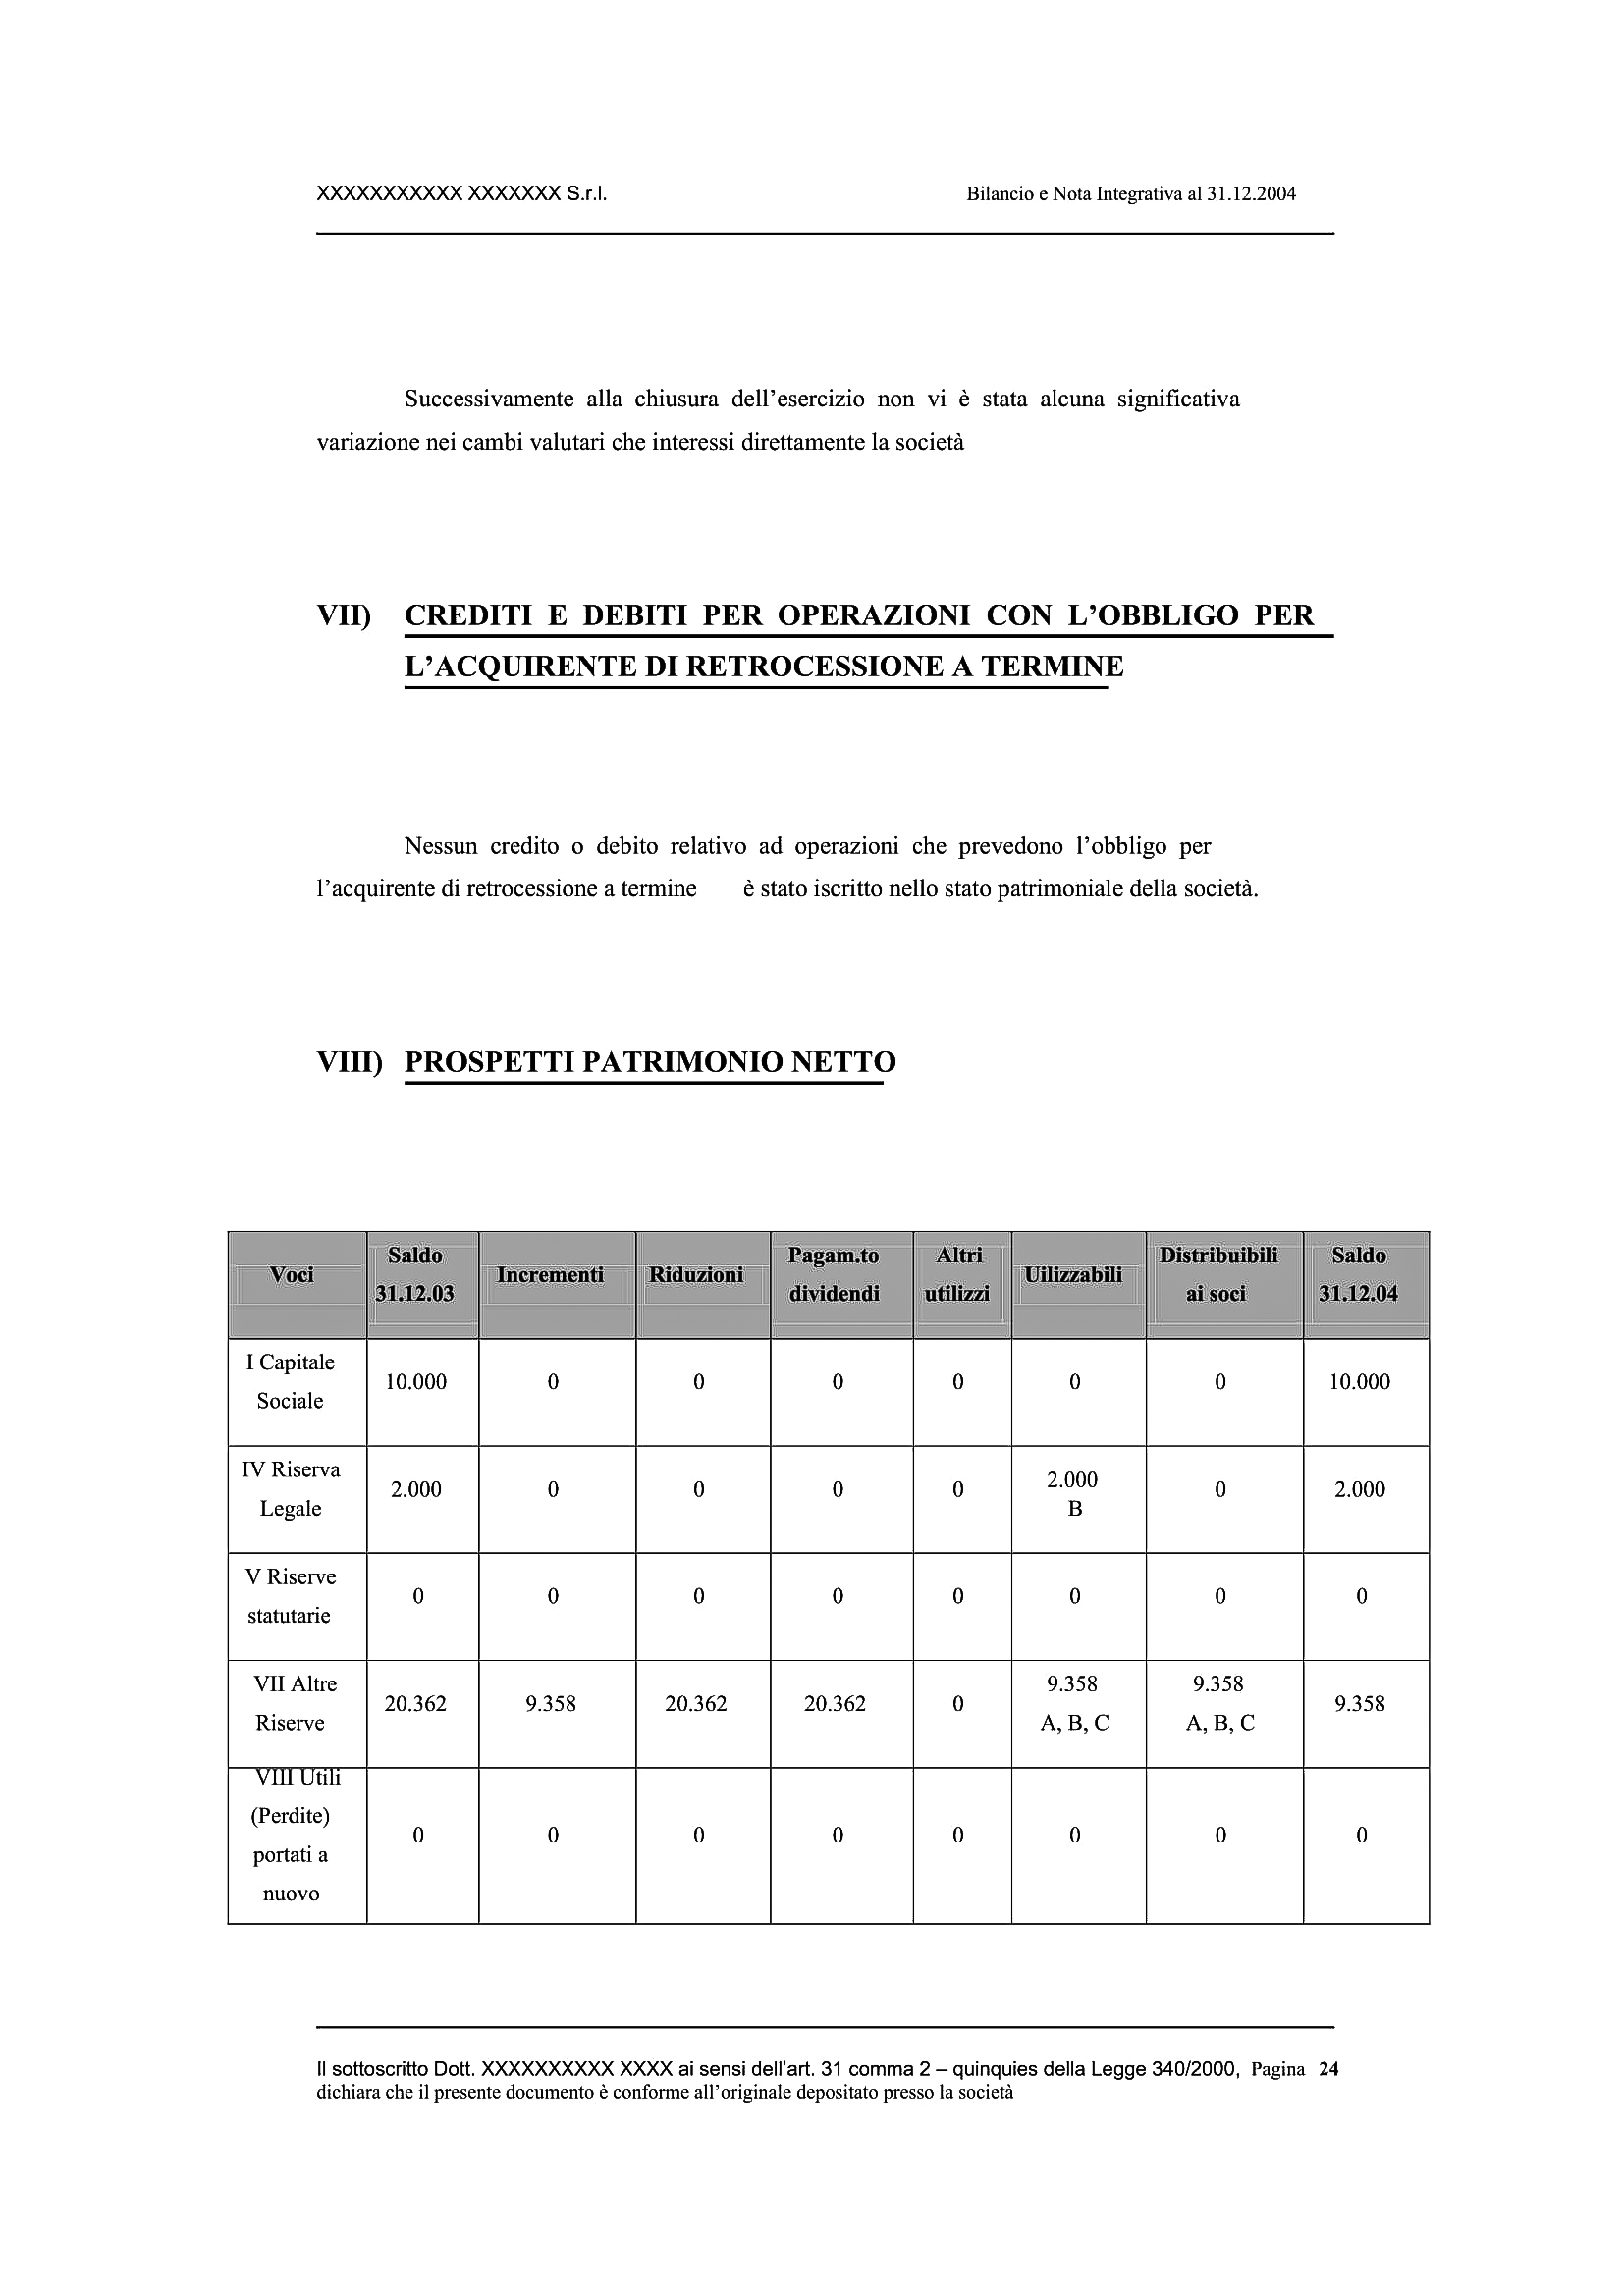 XXXXXXXXXXX XXXXXXX S.r.l. Bilancio e Nota Integrativa al 31.12.2004
Successivamente alla chiusura dell’esercizio non vi è stata alcuna significativa
variazione nei cambi valutari che interessi direttamente la società
VII) CREDITI E DEBITI PER OPERAZIONI CON L’OBBLIGO PER
L’ACQUIRENTE DI RETROCESSIONE A TERMINE
Nessun credito o debito relativo ad operazioni che prevedono l’obbligo per
l’acquirente di retrocessione a termine è stato iscritto nello stato patrimoniale della società.
VIII) PROSPETTI PATRIMONIO NETTO
Voci Saldo 31.12.03 Incrementi Riduzioni Pagam.to dividendi Altri utilizzi Uilizzabili Distribuibili ai soci Saldo 31.12.04
I Capitale Sociale 10.000 0 0 0 0 0 0 10.000
IV Riserva Legale 2.000 0 0 0 0 2.000 B 0 2.000
V Riserve statutarie 0 0 0 0 0 0 0 0
VII Altre Riserve 20.362 9.358 20.362 20.362 0 9.358 A, B, C 9.358 A, B, C 9.358
VIII Utili (Perdite) portati a nuovo 0 0 0 0 0 0 0 0
Il sottoscritto Dott. XXXXXXXXXX XXXX ai sensi dell’art. 31 comma 2 – quinquies della Legge 340/2000, Pagina 24
dichiara che il presente documento è conforme all’originale depositato presso la società